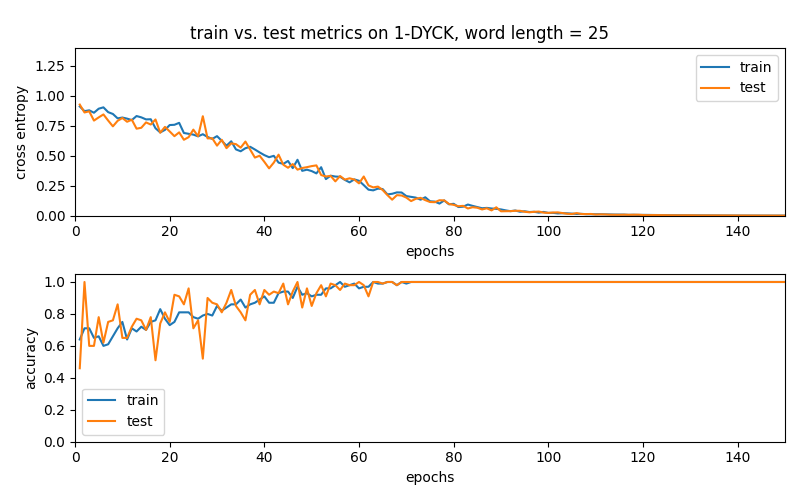 train vs. test metrics on 1-DYCK, word length = 25
1.25
1.00
0.75
0.50
0.25
0.00
cross entropy
train
test
0 20 40 60 80 100 120 140
epochs
1.0
0.8
0.6
0.4
0.2
0.0
accuracy
train
test
0 20 40 60 80 100 120 140
epochs